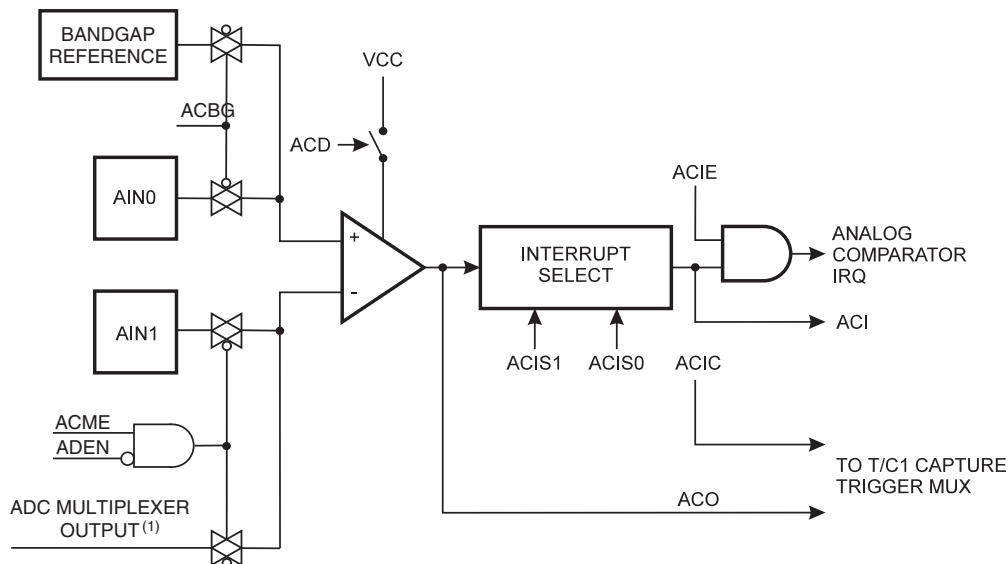 BANDGAP
REFERENCE
VCC
ACBG
ACD
AIN0
ACIE
+
-
INTERRUPT
SELECT
ANALOG
COMPARATOR
IRQ
AIN1
ACI
ACIS1 ACIS0 ACIC
ACME
ADEN
TO T/C1 CAPTURE
TRIGGER MUX
ADC MULTIPLEXER
OUTPUT(1)
ACO